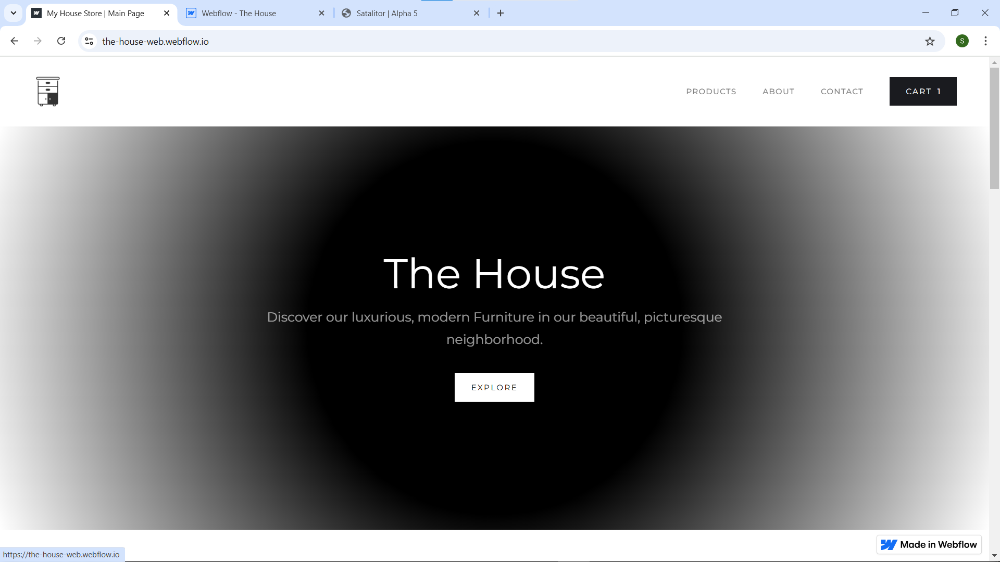 My House Store | Main Page
Webflow - The House
Satalitor | Alpha 5
the-house-web.webflow.io
S
PRODUCTS
ABOUT
CONTACT
CART 1
The House
Discover our luxurious, modern Furniture in our beautiful, picturesque
neighborhood.
EXPLORE
Made in Webflow
https://the-house-web.webflow.io